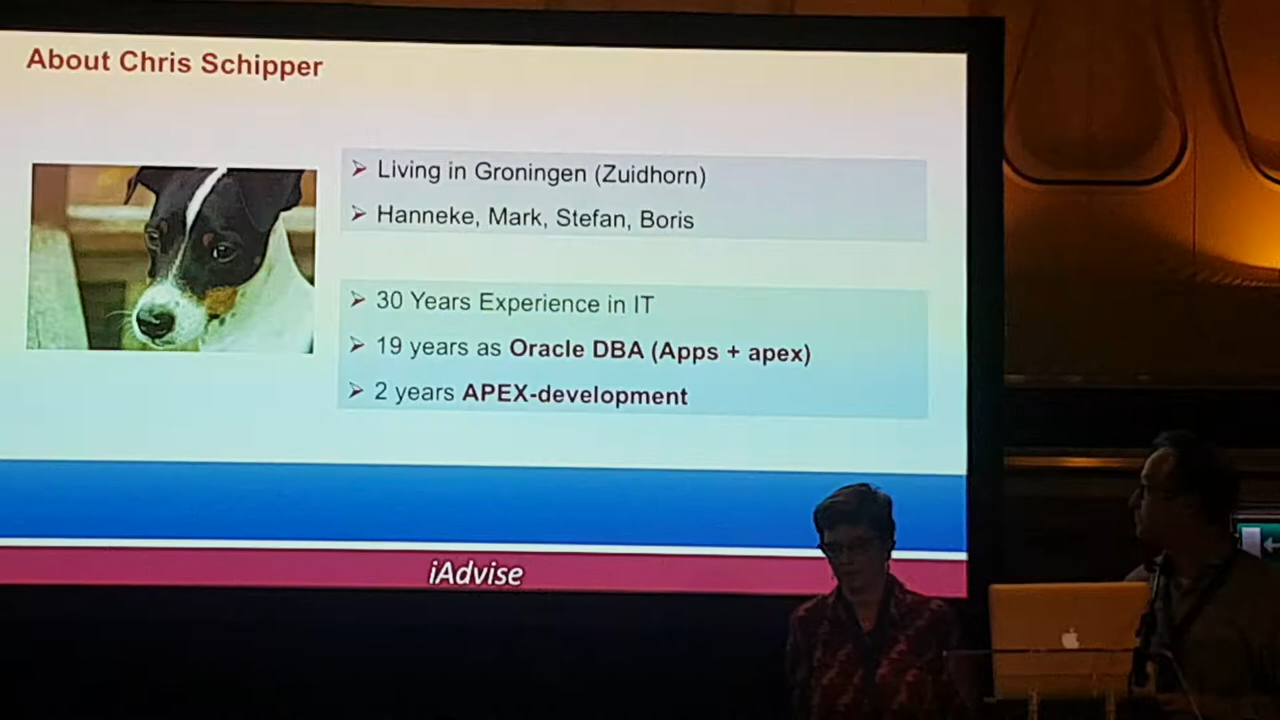 About Chris Schipper
➢ Living in Groningen (Zuidhorn)
➢ Hanneke, Mark, Stefan, Boris
➢ 30 Years Experience in IT
➢ 19 years as Oracle DBA (Apps + apex)
➢ 2 years APEX-development
iAdvise